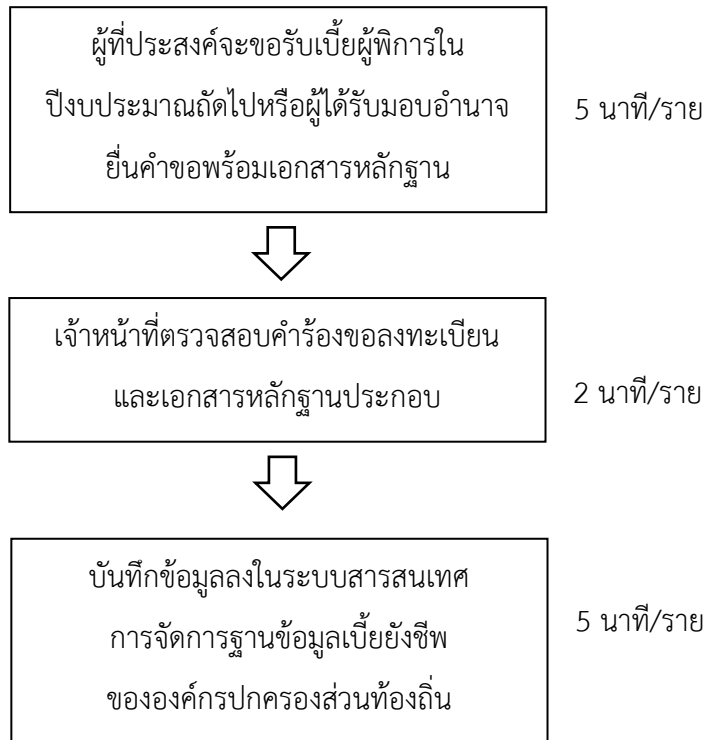 ผู้ที่ประสงค์จะขอรับเบี้ยผู้พิการใน
ปีงบประมาณถัดไปหรือผู้ได้รับมอบอำนาจ
ยื่นคำขอพร้อมเอกสารหลักฐาน
5 นาที/ราย
เจ้าหน้าที่ตรวจสอบคำร้องขอลงทะเบียน
และเอกสารหลักฐานประกอบ
2 นาที/ราย
บันทึกข้อมูลลงในระบบสารสนเทศ
การจัดการฐานข้อมูลเบี้ยยังชีพ
ขององค์กรปกครองส่วนท้องถิ่น
5 นาที/ราย